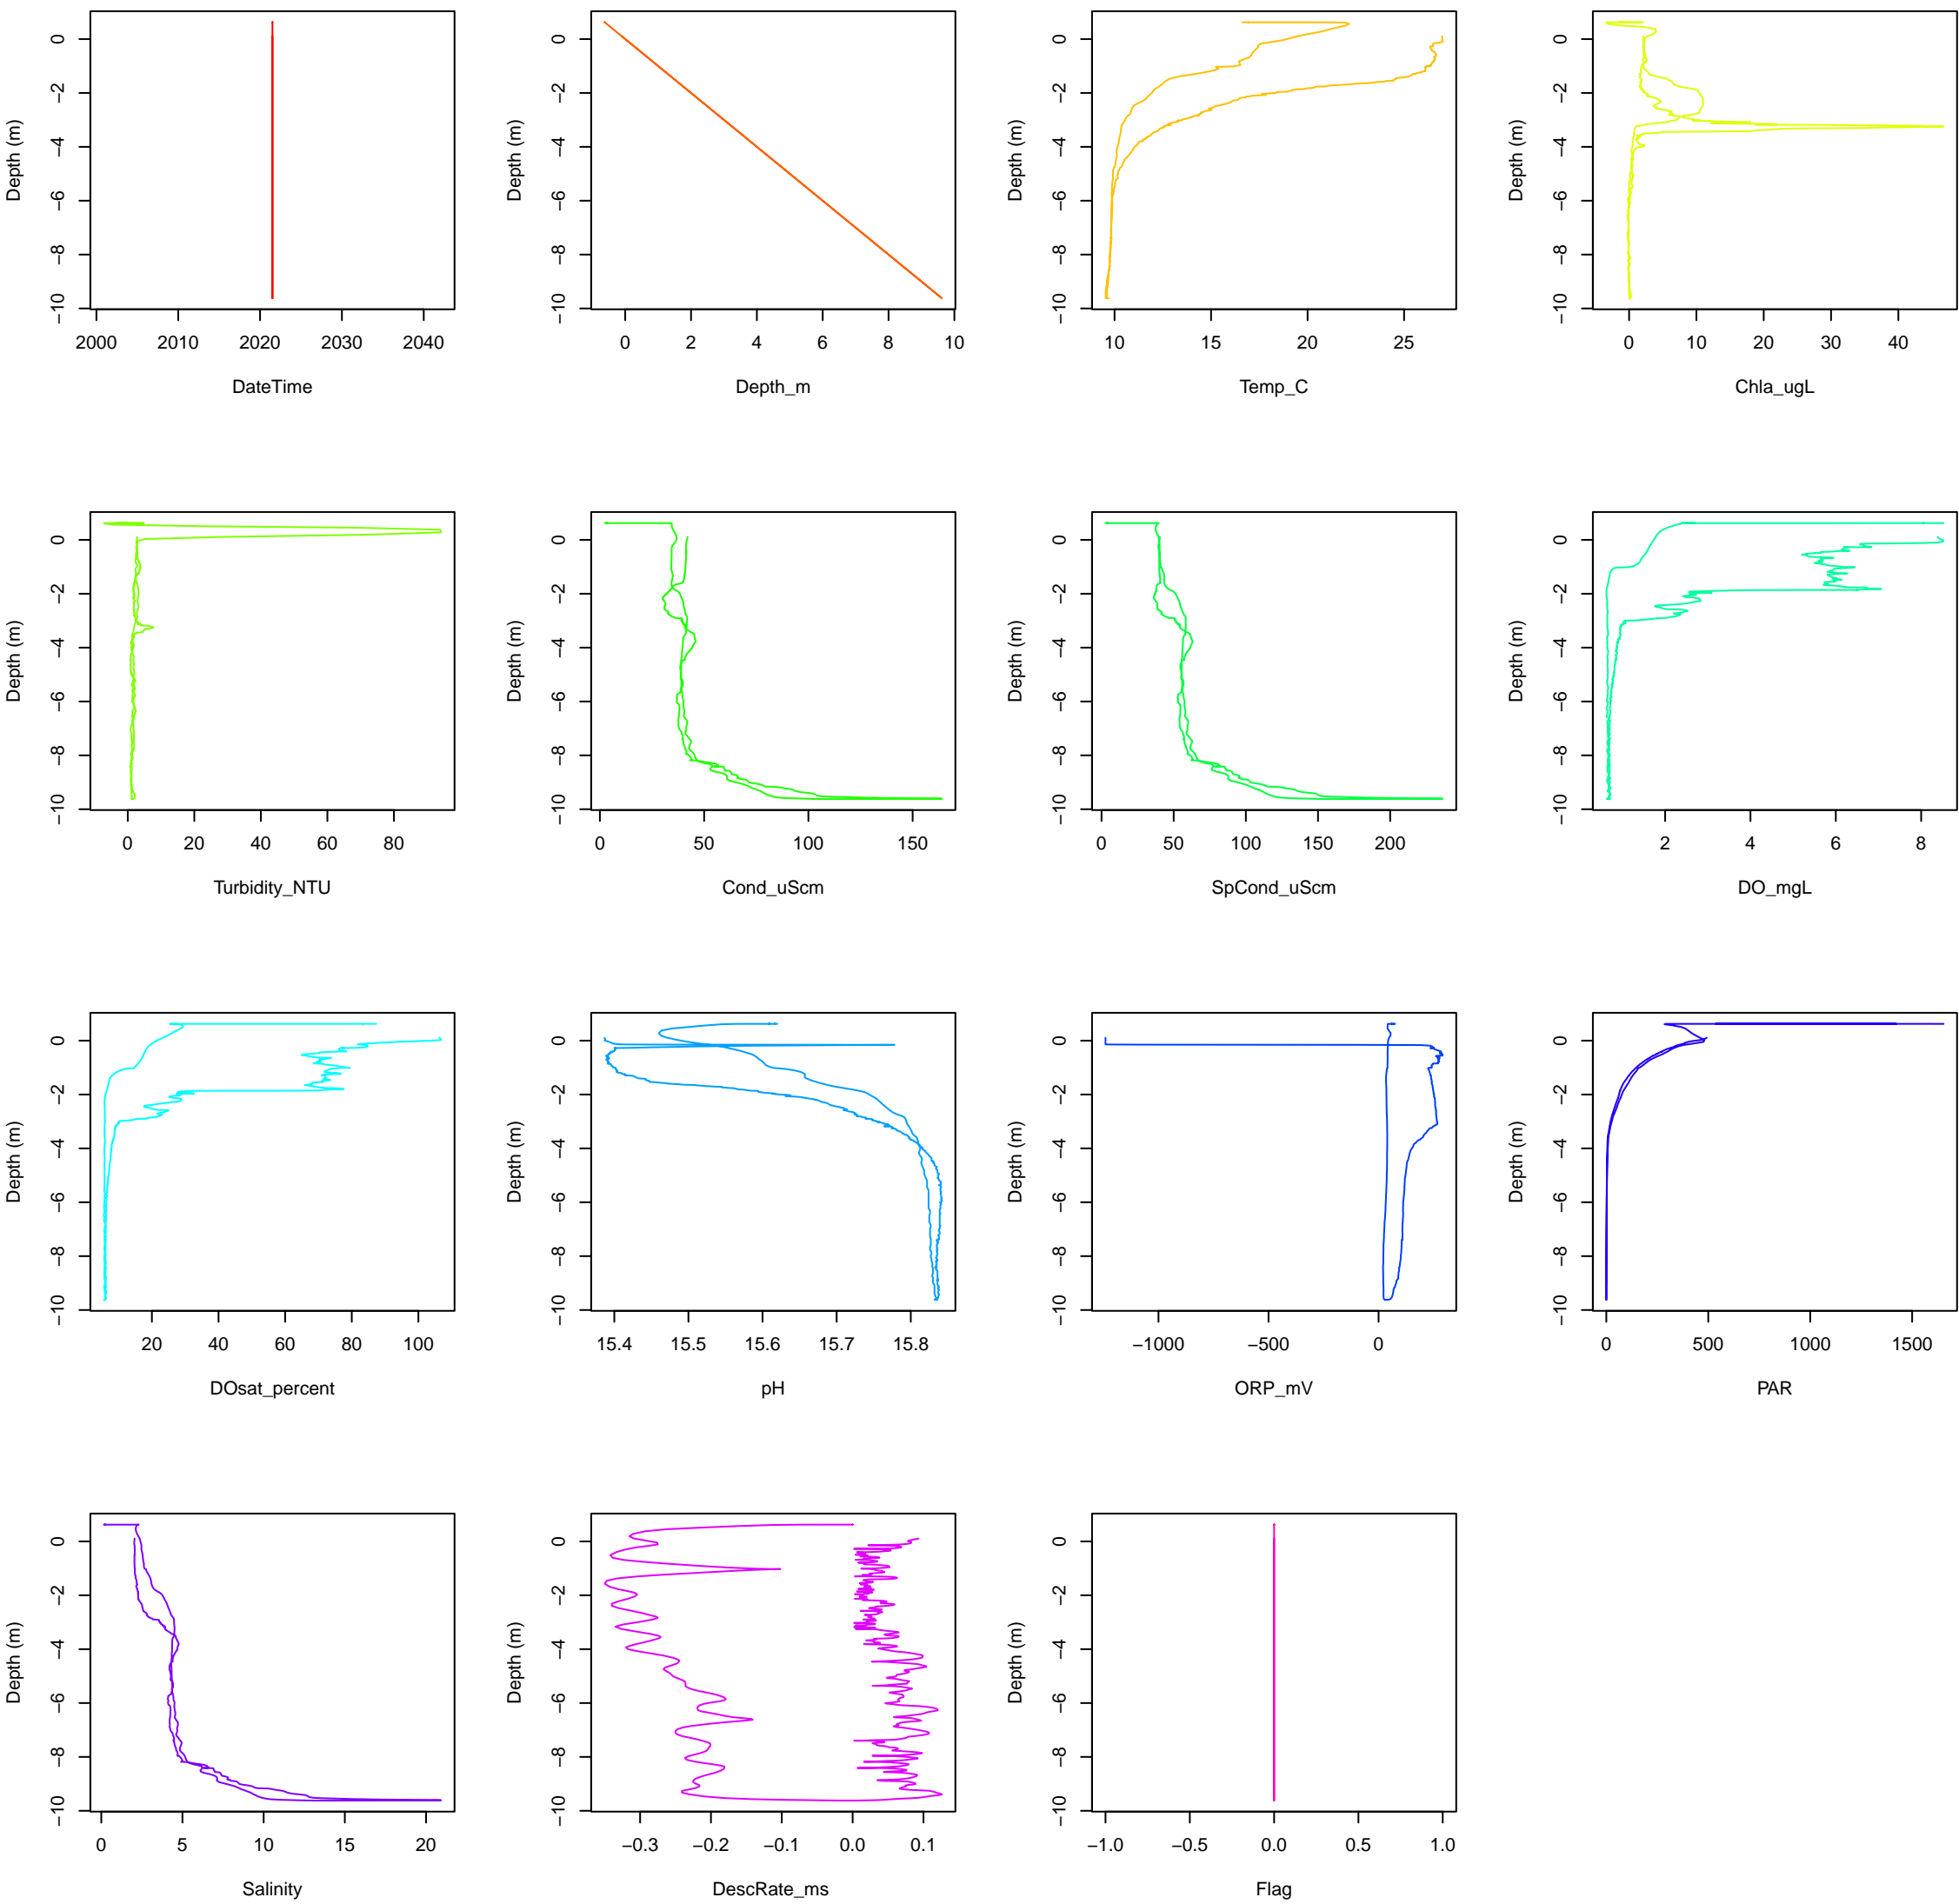 Depth (m)
0
−2
−4
−6
−8
−10
2000 2010 2020 2030 2040
DateTime
Depth (m)
0
−2
−4
−6
−8
−10
0 2 4 6 8 10
Depth_m
Depth (m)
0
−2
−4
−6
−8
−10
10 15 20 25
Temp_C
Depth (m)
0
−2
−4
−6
−8
−10
0 10 20 30 40
Chla_ugL
Depth (m)
0
−2
−4
−6
−8
−10
0 20 40 60 80
Turbidity_NTU
Depth (m)
0
−2
−4
−6
−8
−10
0 50 100 150
Cond_uScm
Depth (m)
0
−2
−4
−6
−8
−10
0 50 100 150 200
SpCond_uScm
Depth (m)
0
−2
−4
−6
−8
−10
2 4 6 8
DO_mgL
Depth (m)
0
−2
−4
−6
−8
−10
20 40 60 80 100
DOsat_percent
Depth (m)
0
−2
−4
−6
−8
−10
15.4 15.5 15.6 15.7 15.8
pH
Depth (m)
0
−2
−4
−6
−8
−10
−1000 −500 0
ORP_mV
Depth (m)
0
−2
−4
−6
−8
−10
0 500 1000 1500
PAR
Depth (m)
0
−2
−4
−6
−8
−10
0 5 10 15 20
Salinity
Depth (m)
0
−2
−4
−6
−8
−10
−0.3 −0.2 −0.1 0.0 0.1
DescRate_ms
Depth (m)
0
−2
−4
−6
−8
−10
−1.0 −0.5 0.0 0.5 1.0
Flag